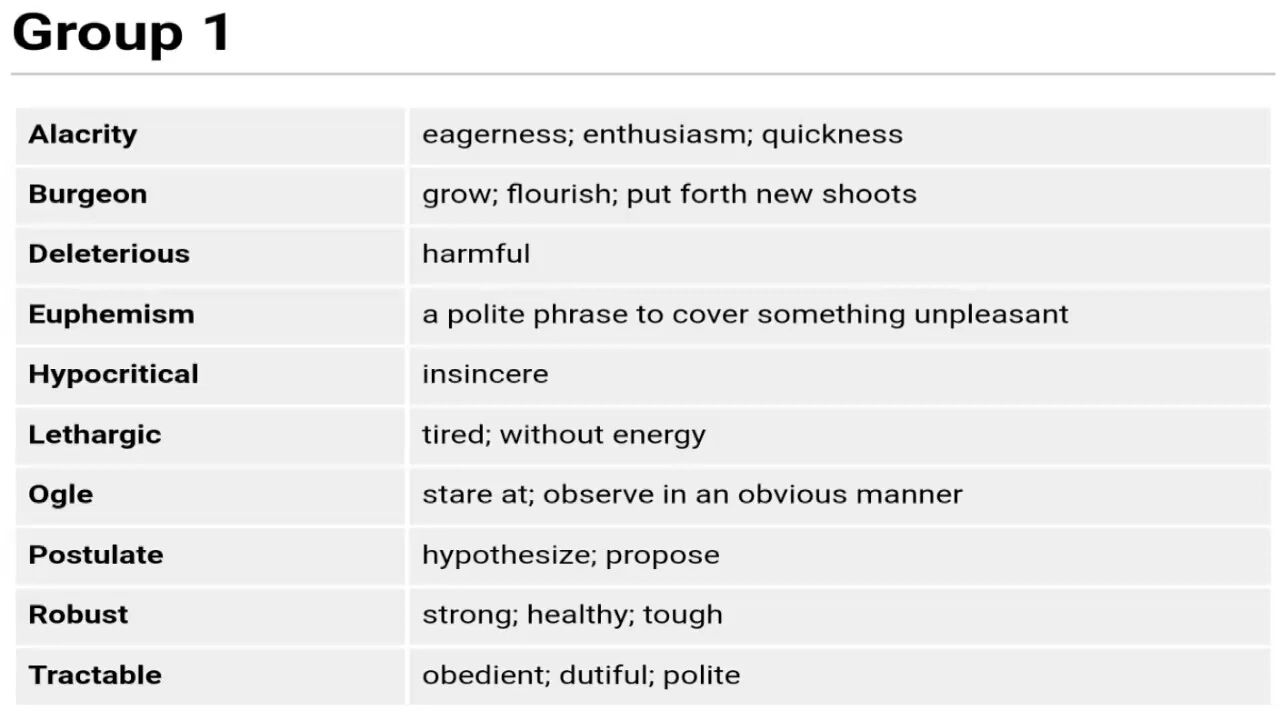 Group 1
Alacrity eagerness; enthusiasm; quickness
Burgeon grow; flourish; put forth new shoots
Deleterious harmful
Euphemism a polite phrase to cover something unpleasant
Hypocritical insincere
Lethargic tired; without energy
Ogle stare at; observe in an obvious manner
Postulate hypothesize; propose
Robust strong; healthy; tough
Tractable obedient; dutiful; polite